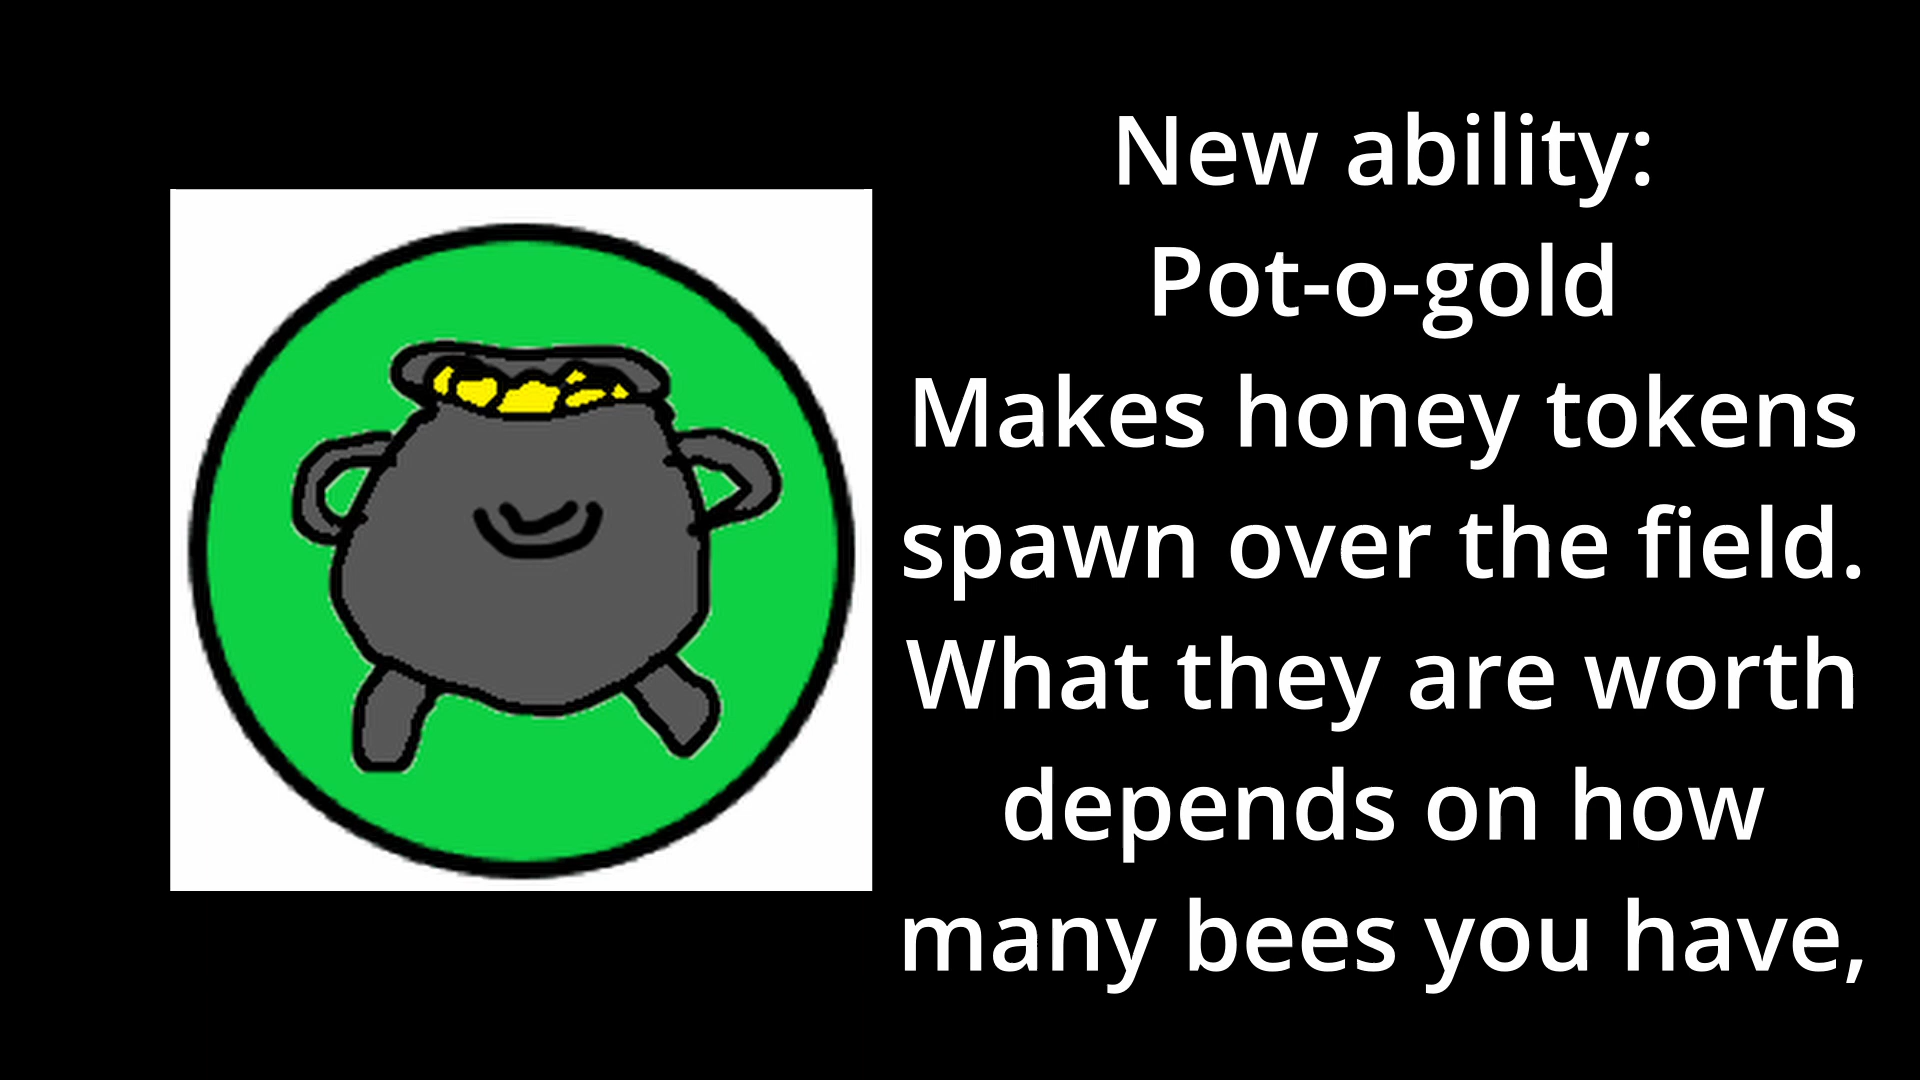 New ability:
Pot-o-gold
Makes honey tokens
spawn over the field.
What they are worth
depends on how
many bees you have,